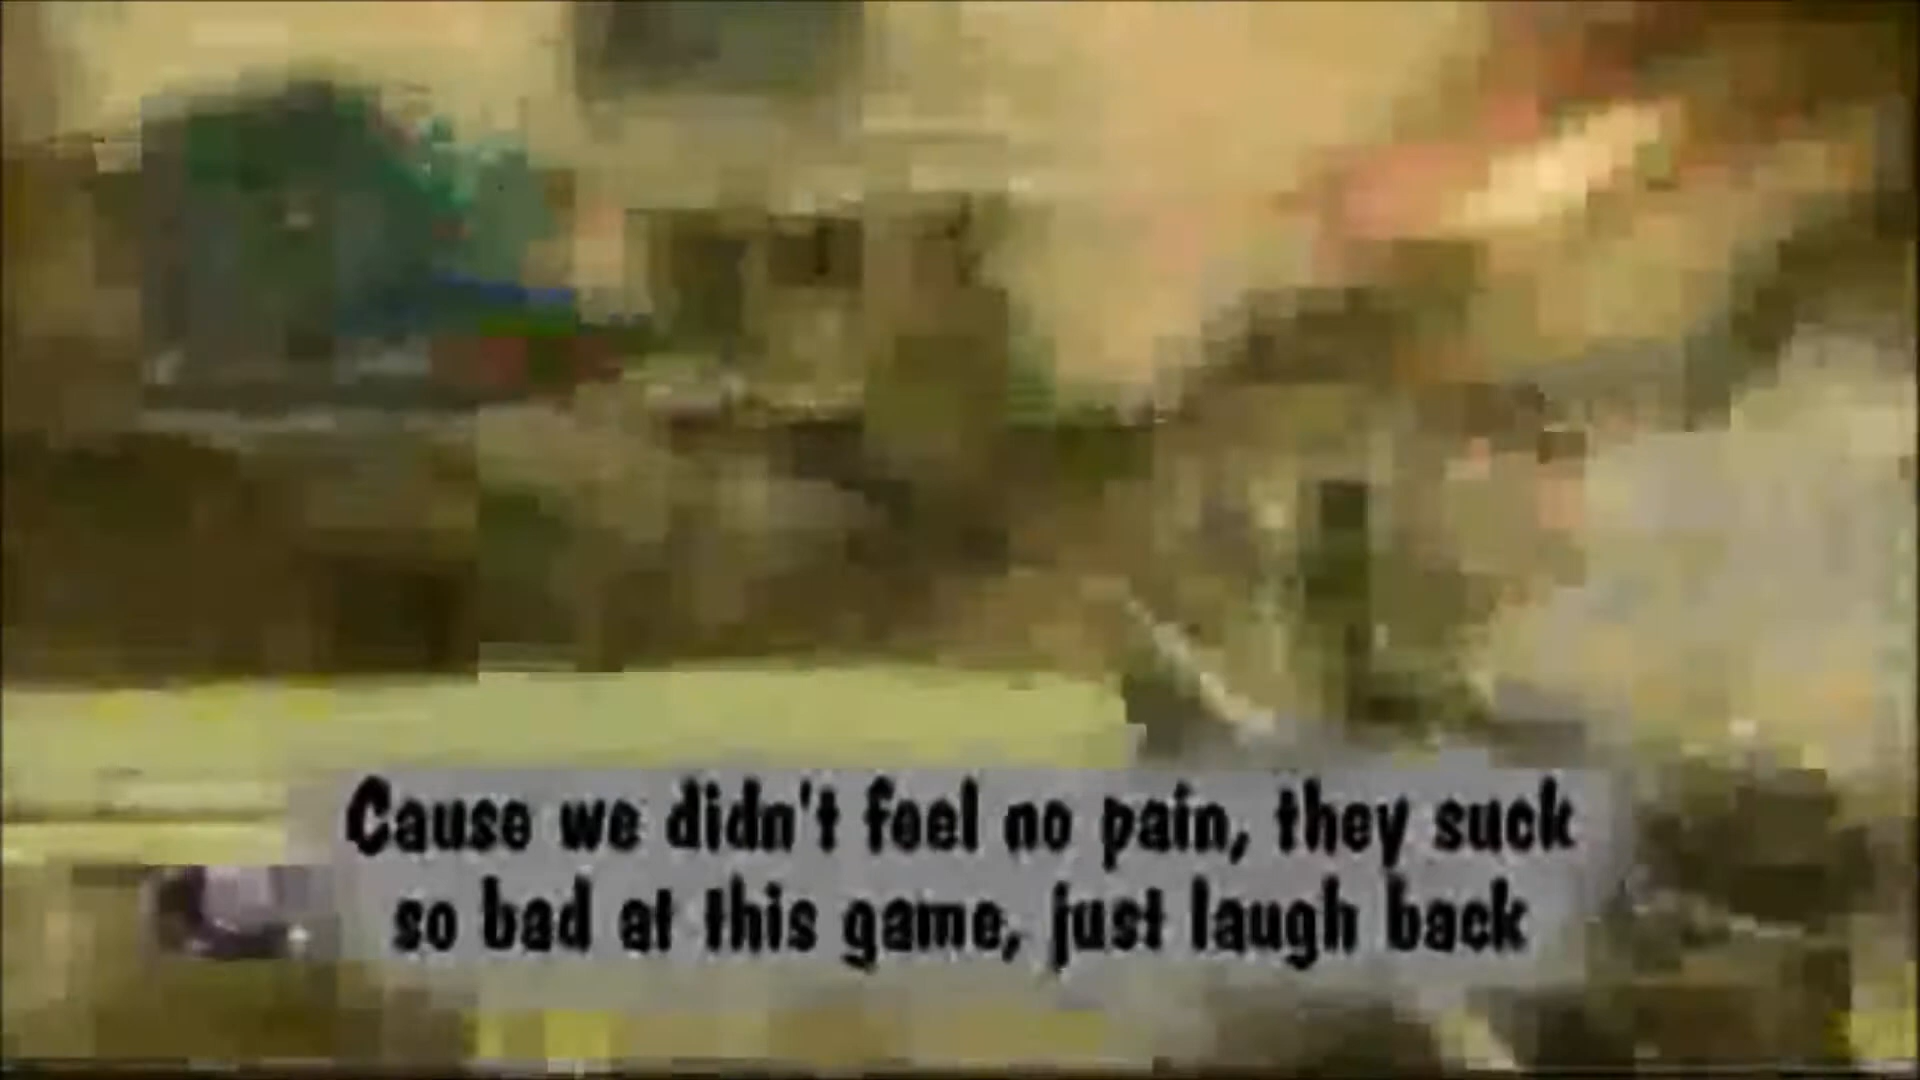 Cause we didn't feel no pain, they suck
so bad at this game, just laugh back